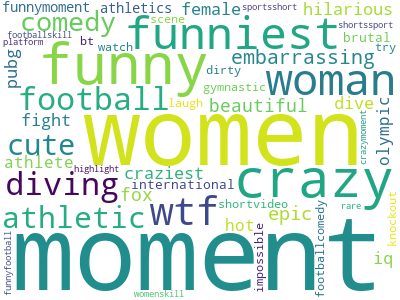 funnymoment athletics female sportsshort
footballskill scene
platform bt watch hilarious shortssport
comedy funniest brutal
pubg funny embarrassing dirty try
gymnastic woman
football laugh beautiful dive olympic
fight
cute women crazymoment
athlete craziest
highlight international crazy
diving fox shortvideo rare
athletic wtf hot epic iq
impossible footballcomedy knockout
moment
funnyfootball womenskill